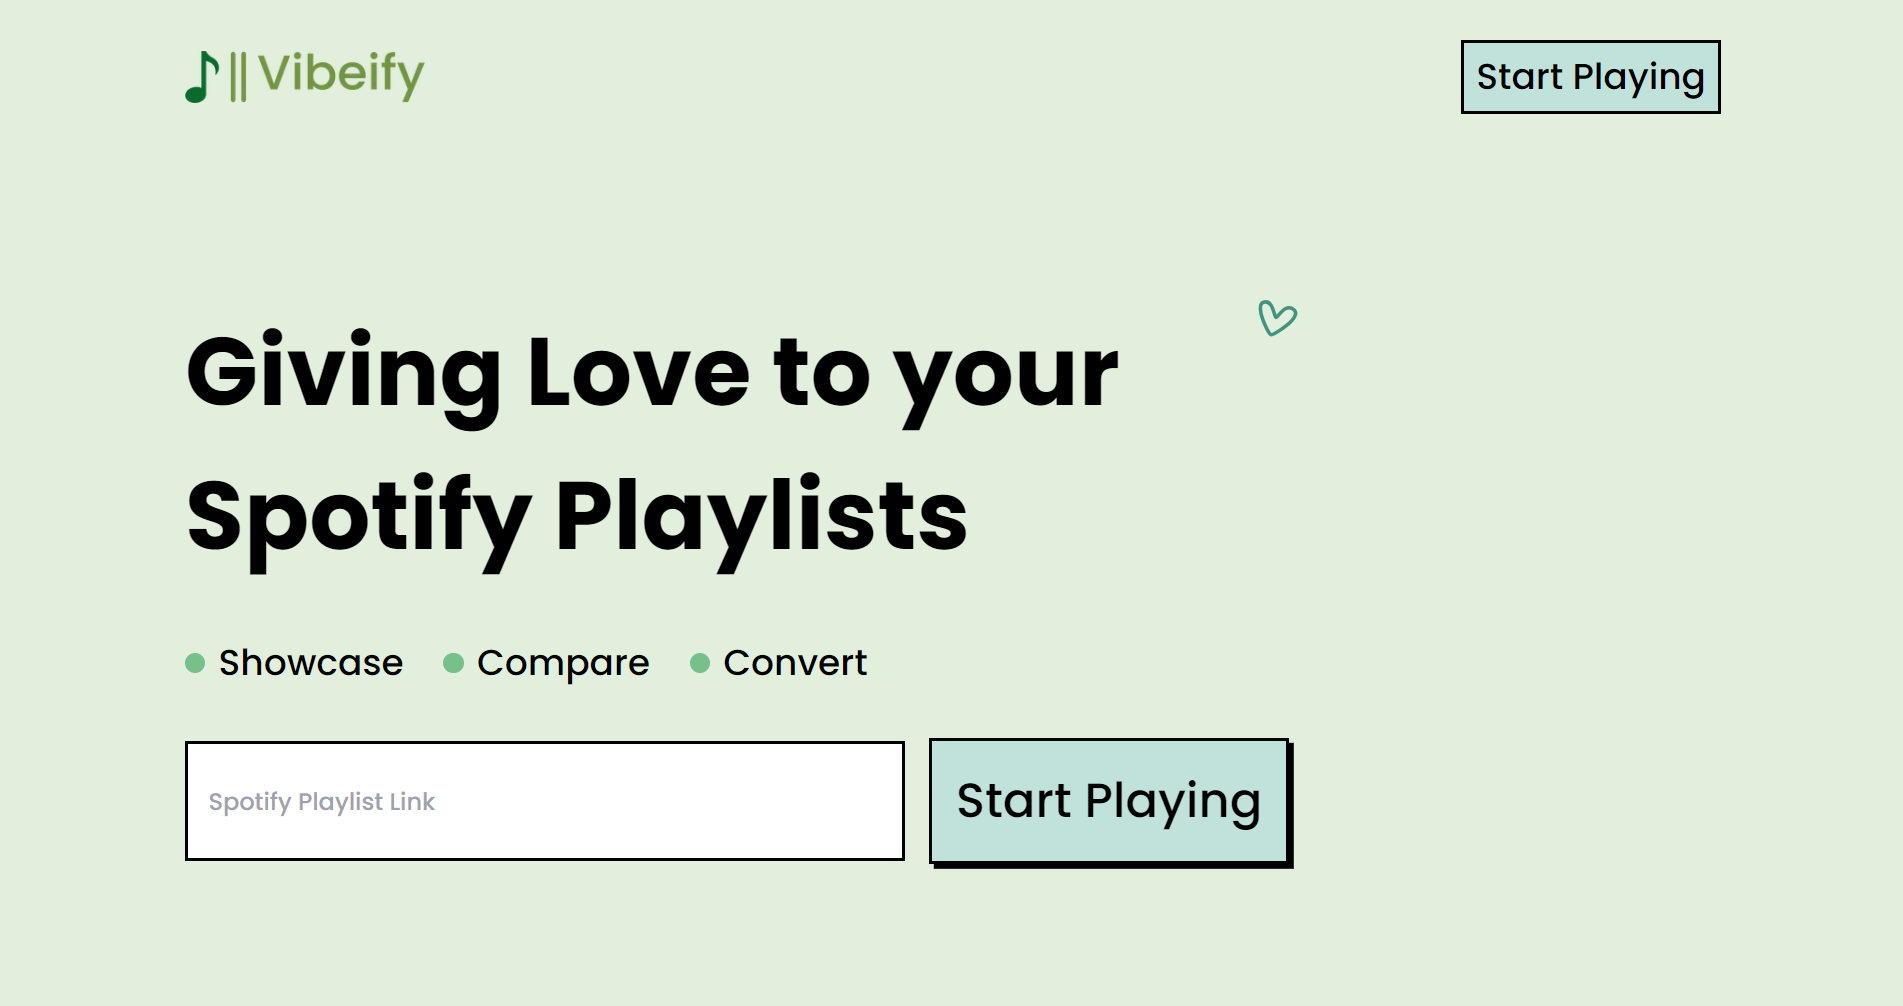 Vibeify
Start Playing
Giving Love to your
Spotify Playlists
Showcase
Compare
Convert
Spotify Playlist Link
Start Playing